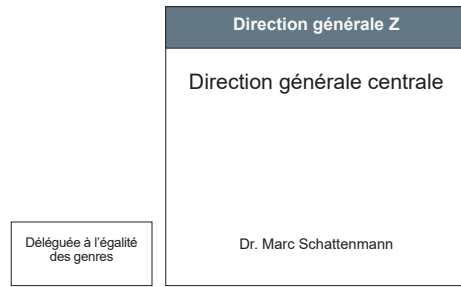 Direction générale Z
Direction générale centrale
Déléguée à l'égalité
des genres
Dr. Marc Schattenmann